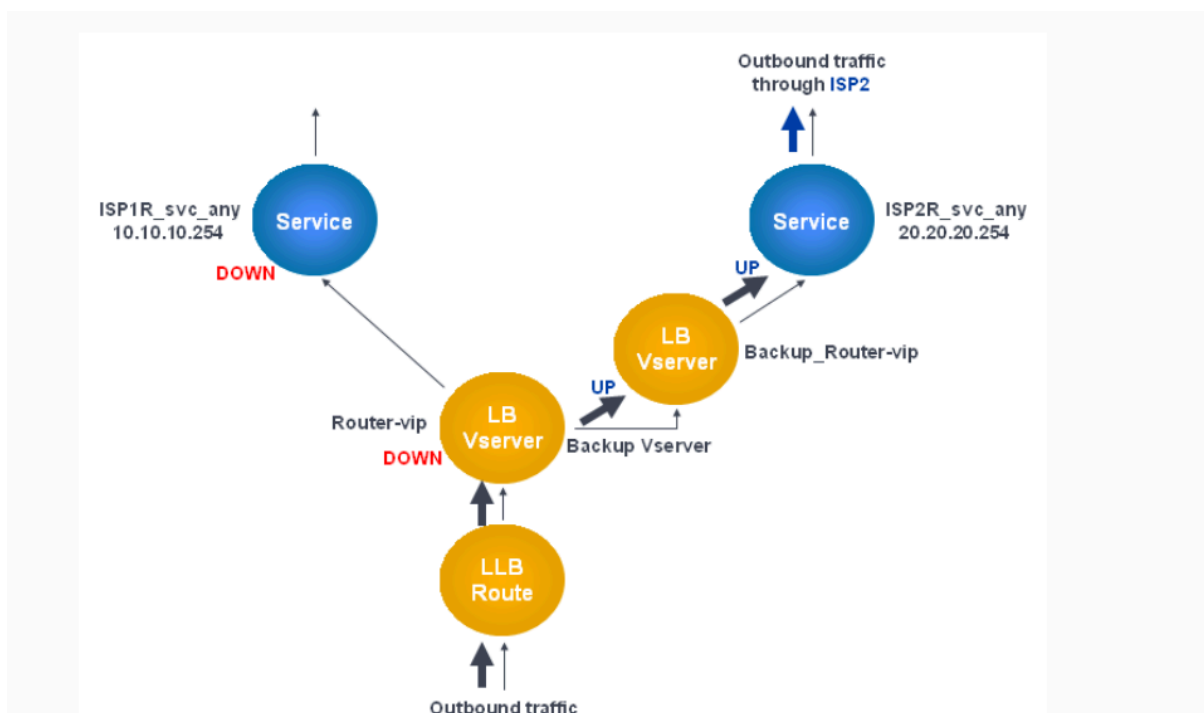 Outbound traffic
through ISP2
ISP1R_svc_any
10.10.10.254
Service
DOWN
Service
ISP2R_svc_any
20.20.20.254
UP
LB
Vserver
Backup_Router-vip
UP
Router-vip
DOWN
LB
Vserver
Backup Vserver
LLB
Route
Outbound traffic